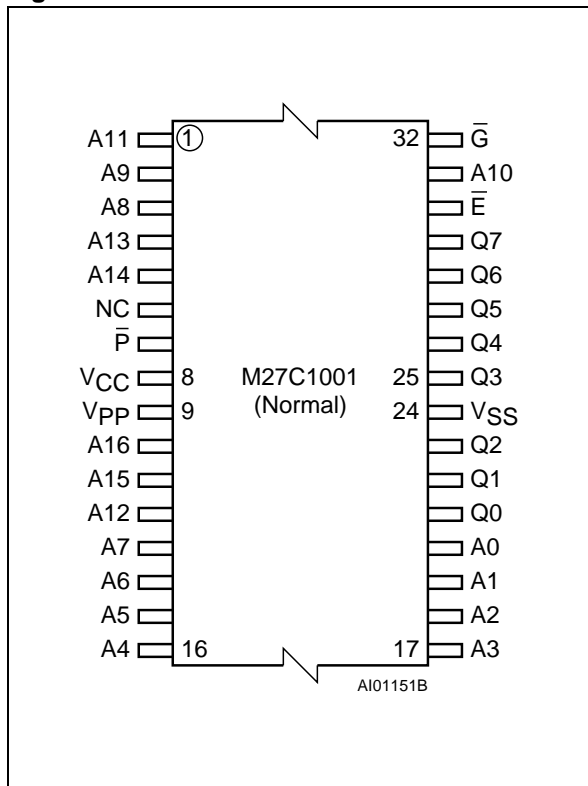 A11 1 32 G̅
A9 A10
A8 E̅
A13 Q7
A14 Q6
NC Q5
P̅ Q4
VCC 8 M27C1001 25 Q3
VPP 9 (Normal) 24 VSS
A16 Q2
A15 Q1
A12 Q0
A7 A0
A6 A1
A5 A2
A4 16 17 A3
AI01151B